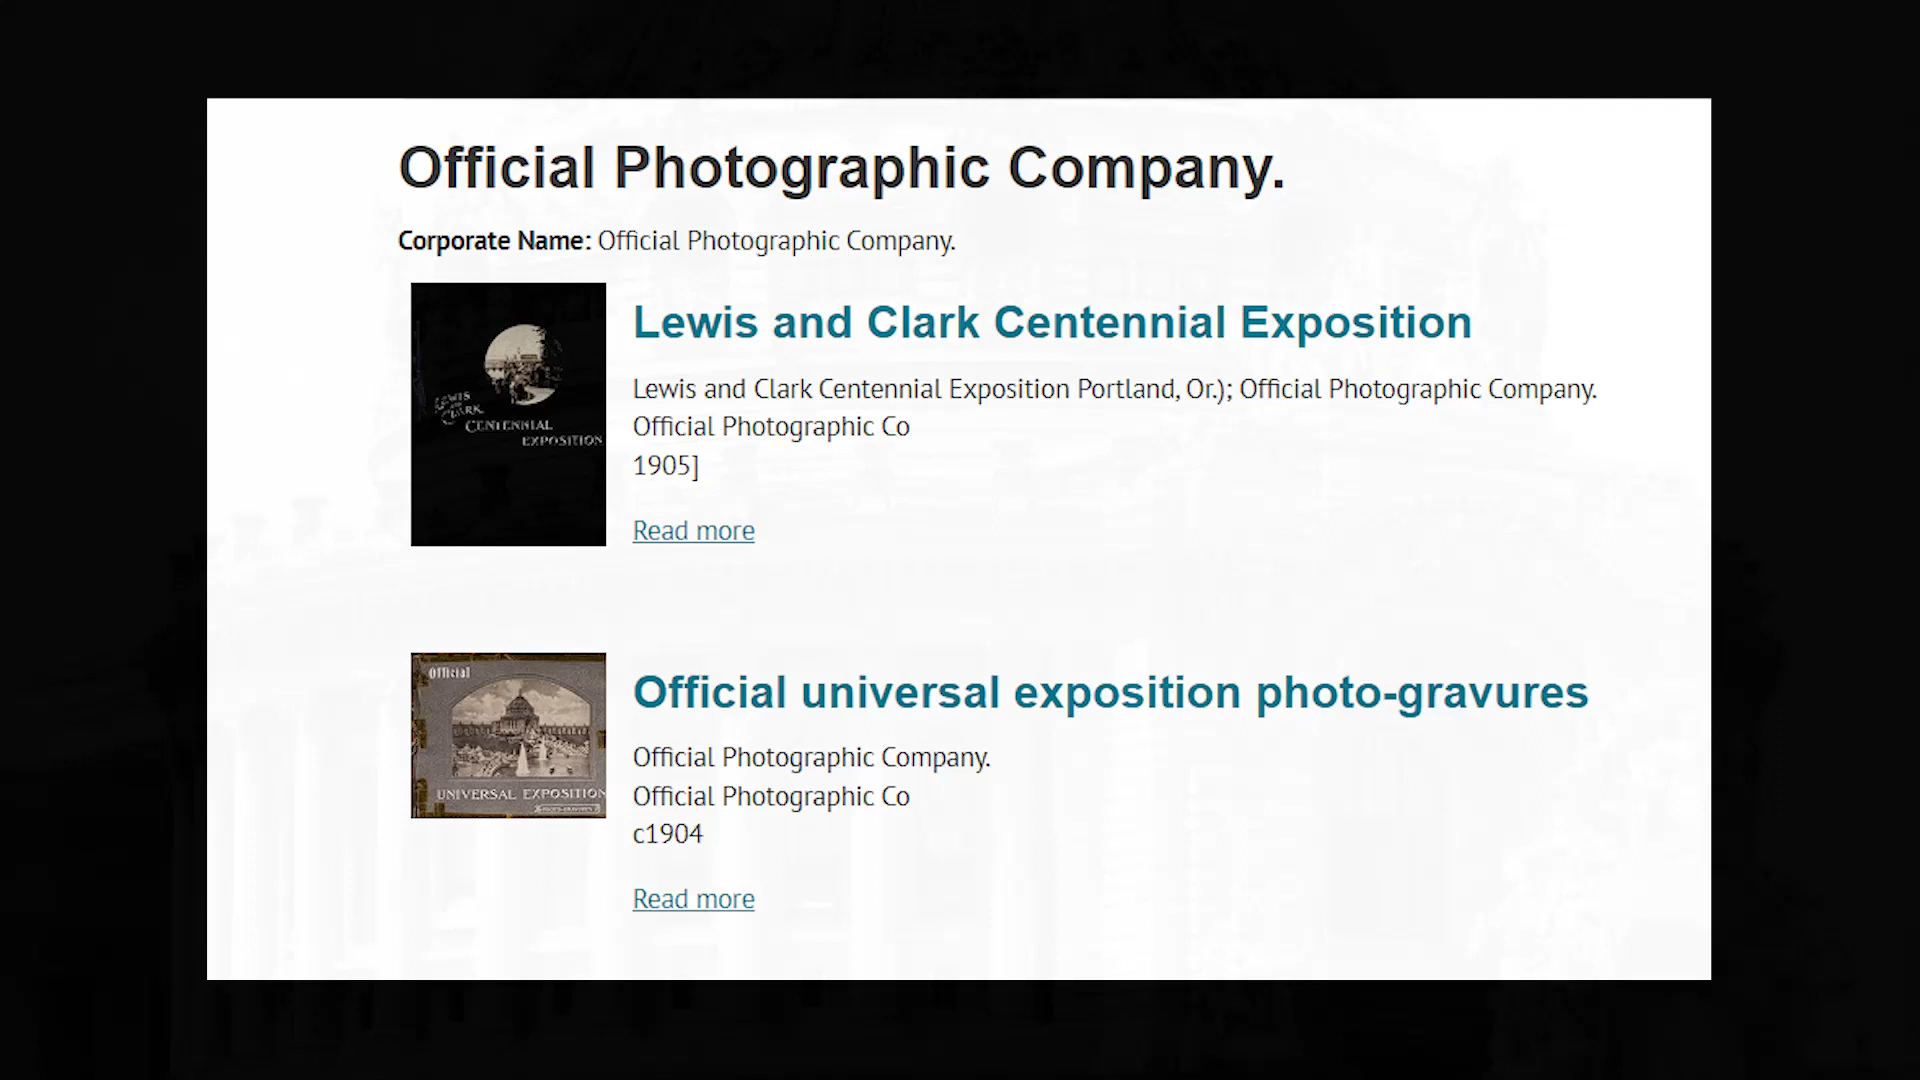 Official Photographic Company.
Corporate Name: Official Photographic Company.
LEWIS
CLARK
CENTENNIAL
EXPOSITION
Lewis and Clark Centennial Exposition
Lewis and Clark Centennial Exposition Portland, Or.); Official Photographic Company.
Official Photographic Co
1905]
Read more
Official
UNIVERSAL EXPOSITION
Official universal exposition photo-gravures
Official Photographic Company.
Official Photographic Co
c1904
Read more